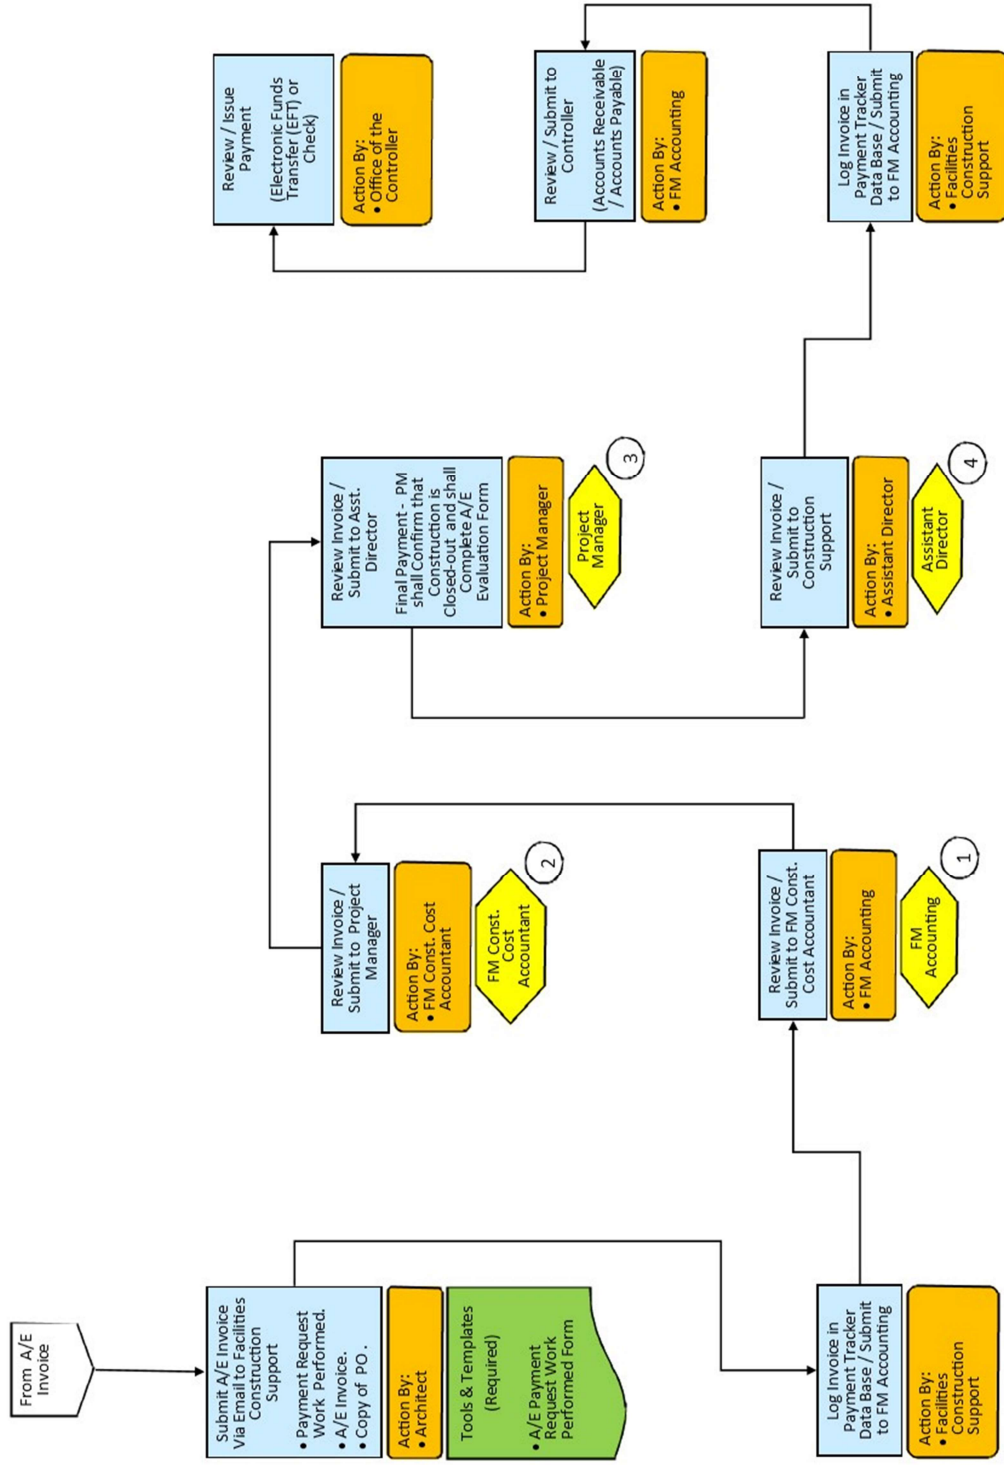 From A/E
Invoice
Submit A/E Invoice
Via Email to Facilities
Construction
Support
• Payment Request
Work Performed.
• A/E Invoice.
• Copy of PO.
Action By:
• Architect
Tools & Templates
(Required)
• A/E Payment
Request Work
Performed Form
Log Invoice in
Payment Tracker
Data Base / Submit
to FM Accounting
Action By:
• Facilities
Construction
Support
Review Invoice /
Submit to FM Const.
Cost Accountant
Action By:
• FM Accounting
FM
Accounting
1
Review Invoice /
Submit to Project
Manager
Action By:
• FM Const. Cost
Accountant
FM Const.
Cost
Accountant
2
Review Invoice /
Submit to Asst.
Director
Final Payment - PM
shall Confirm that
Construction is
Closed-out and shall
Complete A/E
Evaluation Form
Action By:
• Project Manager
Project
Manager
3
Review Invoice /
Submit to
Construction
Support
Action By:
• Assistant Director
Assistant
Director
4
Log Invoice in
Payment Tracker
Data Base / Submit
to FM Accounting
Action By:
• Facilities
Construction
Support
Review / Submit to
Controller
(Accounts Receivable
/ Accounts Payable)
Action By:
• FM Accounting
Review / Issue
Payment
(Electronic Funds
Transfer (EFT) or
Check)
Action By:
• Office of the
Controller